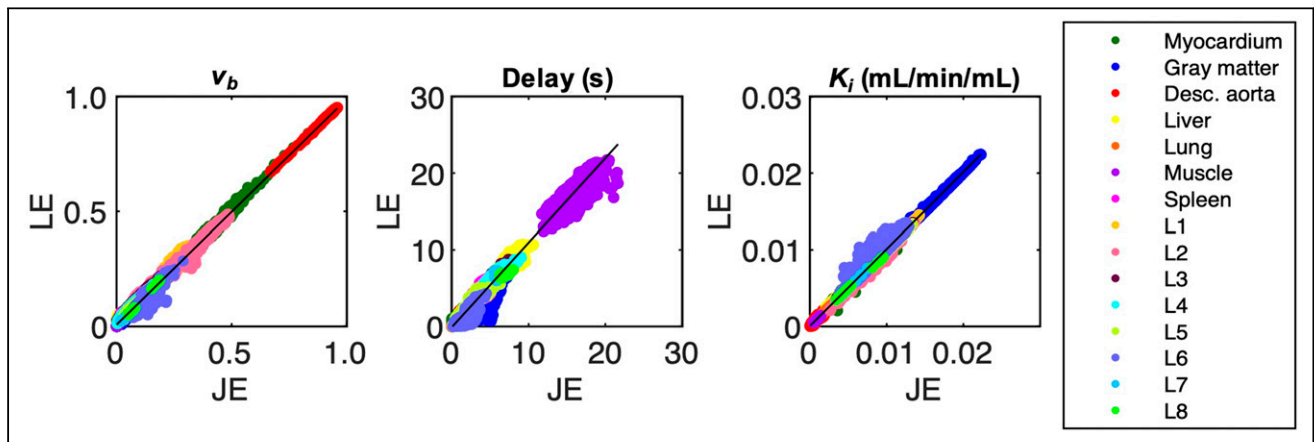 v_b
1.0
LE
0.5
0
0 0.5 1.0
JE
Delay (s)
30
20
LE
10
0
0 10 20 30
JE
K_i (mL/min/mL)
0.03
0.02
LE
0.01
0
0 0.01 0.02
JE
Myocardium
Gray matter
Desc. aorta
Liver
Lung
Muscle
Spleen
L1
L2
L3
L4
L5
L6
L7
L8